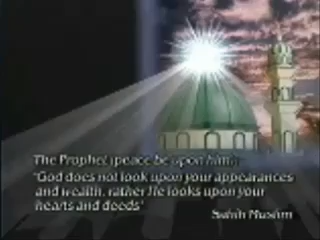 The Prophet (peace be upon him):
"God does not look upon your appearances
and wealth, rather He looks upon your
hearts and deeds"
Sahih Muslim